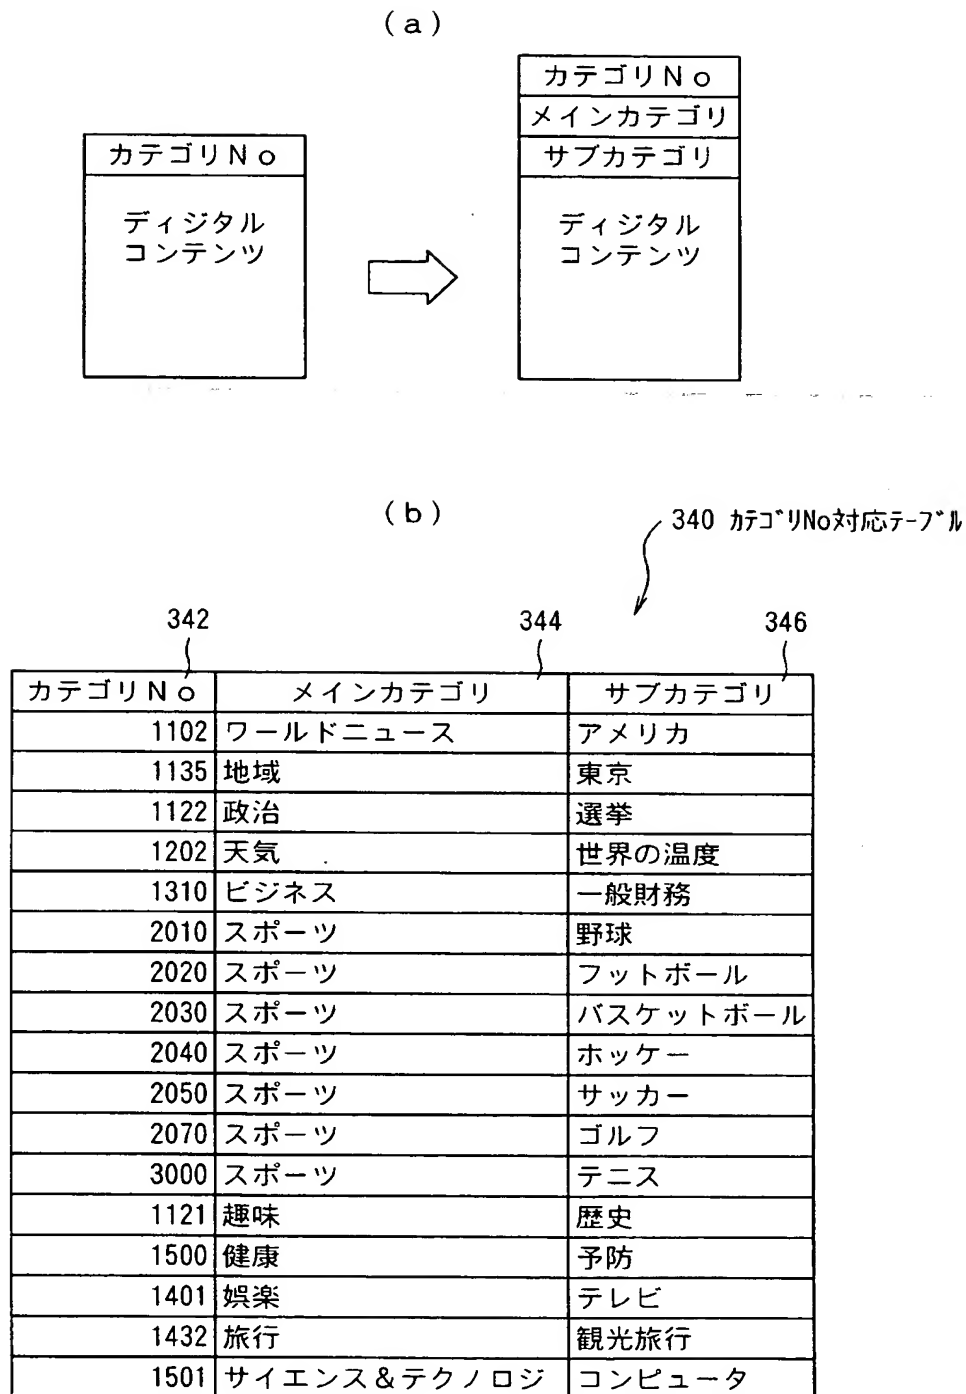 (a)
カテゴリNo
ディジタル
コンテンツ
カテゴリNo
メインカテゴリ
サブカテゴリ
ディジタル
コンテンツ
(b)
340 カテゴリNo対応テーブル
342
344
346
カテゴリNo メインカテゴリ サブカテゴリ
1102 ワールドニュース アメリカ
1135 地域 東京
1122 政治 選挙
1202 天気 世界の温度
1310 ビジネス 一般財務
2010 スポーツ 野球
2020 スポーツ フットボール
2030 スポーツ バスケットボール
2040 スポーツ ホッケー
2050 スポーツ サッカー
2070 スポーツ ゴルフ
3000 スポーツ テニス
1121 趣味 歴史
1500 健康 予防
1401 娯楽 テレビ
1432 旅行 観光旅行
1501 サイエンス&テクノロジ コンピュータ